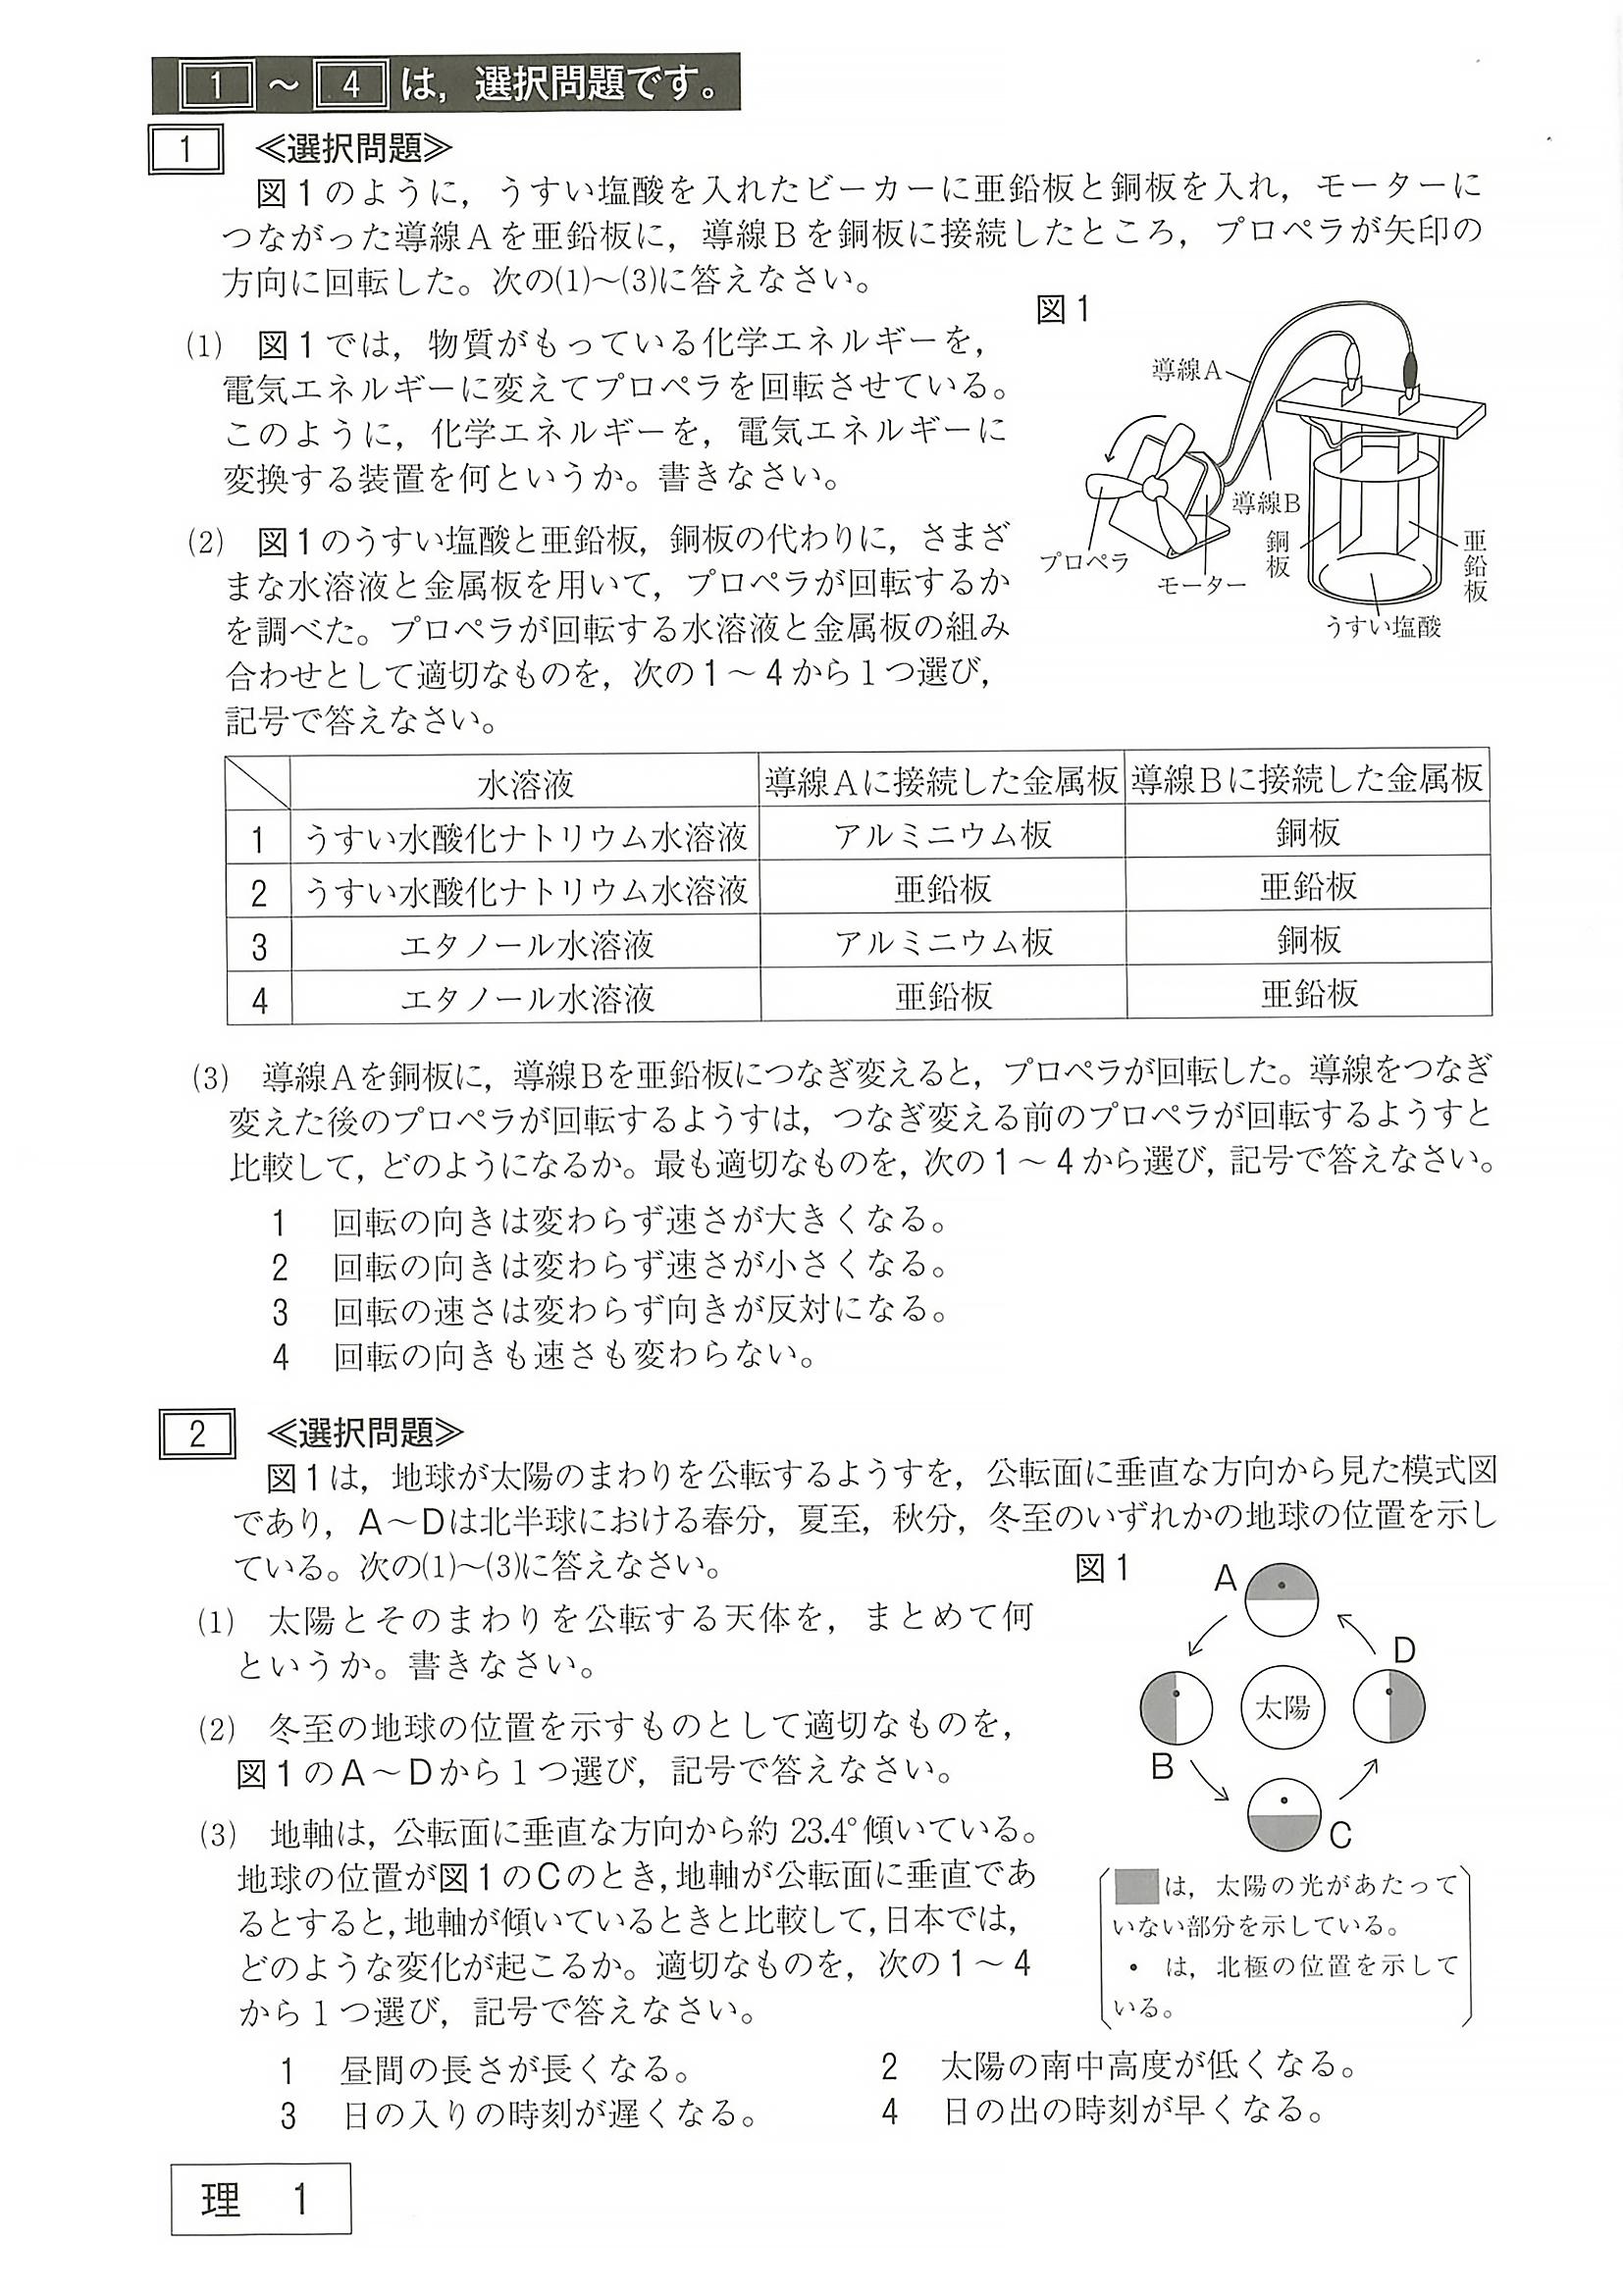 1 ～ 4 は，選択問題です。
1 ≪選択問題≫
図1のように，うすい塩酸を入れたビーカーに亜鉛板と銅板を入れ，モーターに
つながった導線Aを亜鉛板に，導線Bを銅板に接続したところ，プロペラが矢印の
方向に回転した。次の(1)～(3)に答えなさい。
図1
導線A
導線B
プロペラ
モーター
銅板
亜鉛板
うすい塩酸
(1) 図1では，物質がもっている化学エネルギーを，
電気エネルギーに変えてプロペラを回転させている。
このように，化学エネルギーを，電気エネルギーに
変換する装置を何というか。書きなさい。
(2) 図1のうすい塩酸と亜鉛板，銅板の代わりに，さまざ
まな水溶液と金属板を用いて，プロペラが回転するか
を調べた。プロペラが回転する水溶液と金属板の組み
合わせとして適切なものを，次の1～4から1つ選び，
記号で答えなさい。
水溶液 導線Aに接続した金属板 導線Bに接続した金属板
1 うすい水酸化ナトリウム水溶液 アルミニウム板 銅板
2 うすい水酸化ナトリウム水溶液 亜鉛板 亜鉛板
3 エタノール水溶液 アルミニウム板 銅板
4 エタノール水溶液 亜鉛板 亜鉛板
(3) 導線Aを銅板に，導線Bを亜鉛板につなぎ変えると，プロペラが回転した。導線をつなぎ
変えた後のプロペラが回転するようすは，つなぎ変える前のプロペラが回転するようすと
比較して，どのようになるか。最も適切なものを，次の1～4から選び，記号で答えなさい。
1 回転の向きは変わらず速さが大きくなる。
2 回転の向きは変わらず速さが小さくなる。
3 回転の速さは変わらず向きが反対になる。
4 回転の向きも速さも変わらない。
2 ≪選択問題≫
図1は，地球が太陽のまわりを公転するようすを，公転面に垂直な方向から見た模式図
であり，A～Dは北半球における春分，夏至，秋分，冬至のいずれかの地球の位置を示し
ている。次の(1)～(3)に答えなさい。
図1
A
D
太陽
B
C
は，太陽の光があたって
いない部分を示している。
・ は，北極の位置を示して
いる。
(1) 太陽とそのまわりを公転する天体を，まとめて何
というか。書きなさい。
(2) 冬至の地球の位置を示すものとして適切なものを，
図1のA～Dから1つ選び，記号で答えなさい。
(3) 地軸は，公転面に垂直な方向から約 23.4°傾いている。
地球の位置が図1のCのとき，地軸が公転面に垂直であ
るとすると，地軸が傾いているときと比較して，日本では，
どのような変化が起こるか。適切なものを，次の1～4
から1つ選び，記号で答えなさい。
1 昼間の長さが長くなる。 2 太陽の南中高度が低くなる。
3 日の入りの時刻が遅くなる。 4 日の出の時刻が早くなる。
理 1